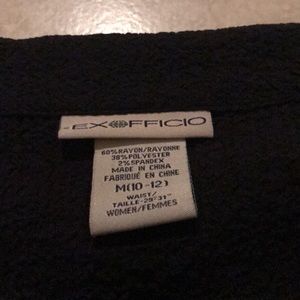 EXOFFICIO
60% RAYON/RAYONNE
38% POLYESTER
2% SPANDEX
MADE IN CHINA
FABRIQUÉ EN CHINE
M(10-12)
WAIST/
TAILLE-29"31"
WOMEN/FEMMES